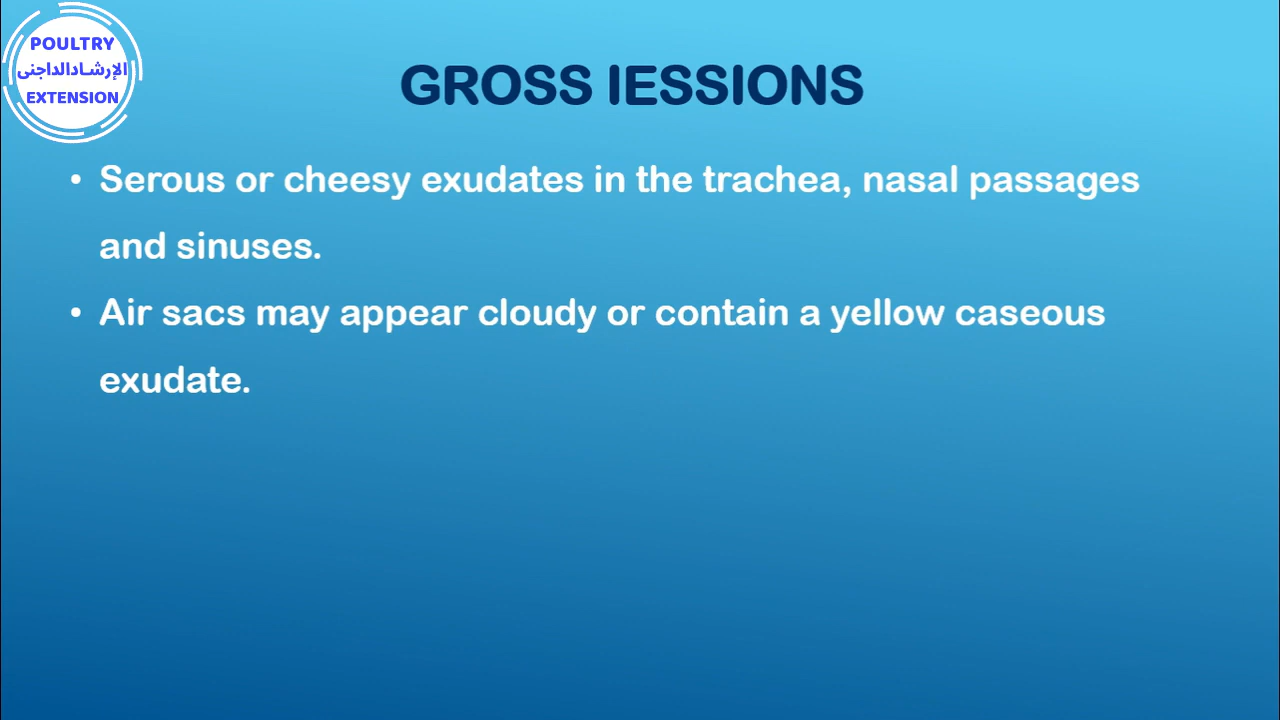 POULTRY
الإرشادالداجنى
EXTENSION
GROSS lESSIONS
• Serous or cheesy exudates in the trachea, nasal passages
and sinuses.
• Air sacs may appear cloudy or contain a yellow caseous
exudate.